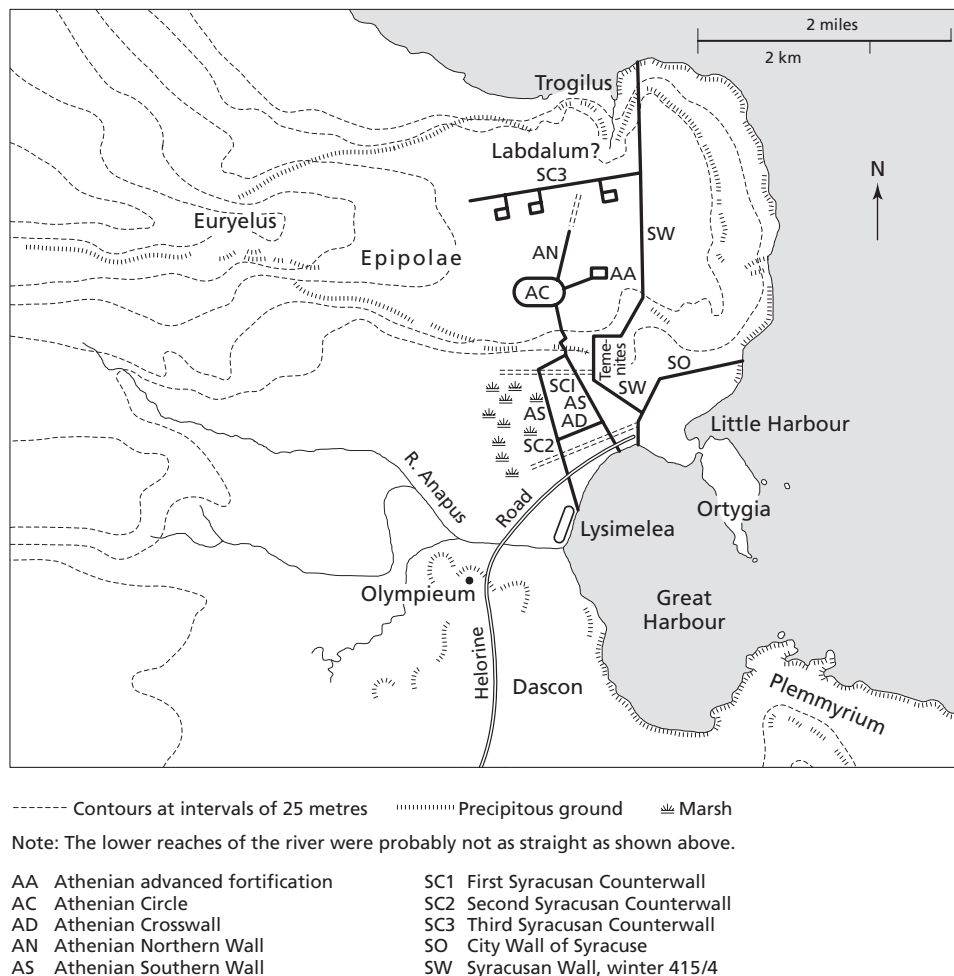 2 miles
2 km
Trogilus
Labdalum?
SC3
N
Euryelus
SW
AN
Epipolae
AA
AC
Teme-
nites
SO
SC1
SW
AS
AS
AD
Little Harbour
SC2
R. Anapus
Road
Ortygia
Lysimelea
Olympieum
Great
Harbour
Helorine
Dascon
Plemmyrium
Contours at intervals of 25 metres
Precipitous ground
Marsh
Note: The lower reaches of the river were probably not as straight as shown above.
AA Athenian advanced fortification
AC Athenian Circle
AD Athenian Crosswall
AN Athenian Northern Wall
AS Athenian Southern Wall
SC1 First Syracusan Counterwall
SC2 Second Syracusan Counterwall
SC3 Third Syracusan Counterwall
SO City Wall of Syracuse
SW Syracusan Wall, winter 415/4